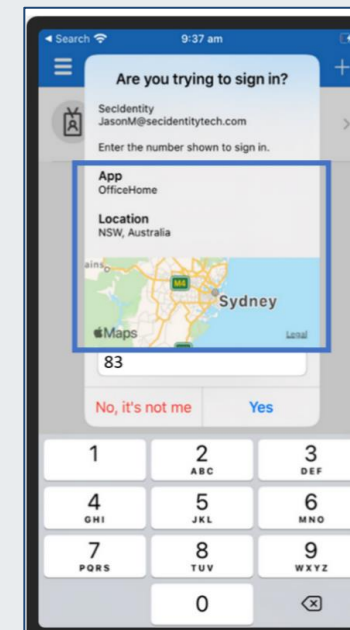 Search
9:37 am
Are you trying to sign in?
SecIdentity
JasonM@secidentitytech.com
Enter the number shown to sign in.
App
OfficeHome
Location
NSW, Australia
ains
M6
Sydney
Maps
Legal
83
No, it's not me Yes
1 2 3
ABC DEF
4 5 6
GHI JKL MNO
7 8 9
PQRS TUV WXYZ
0